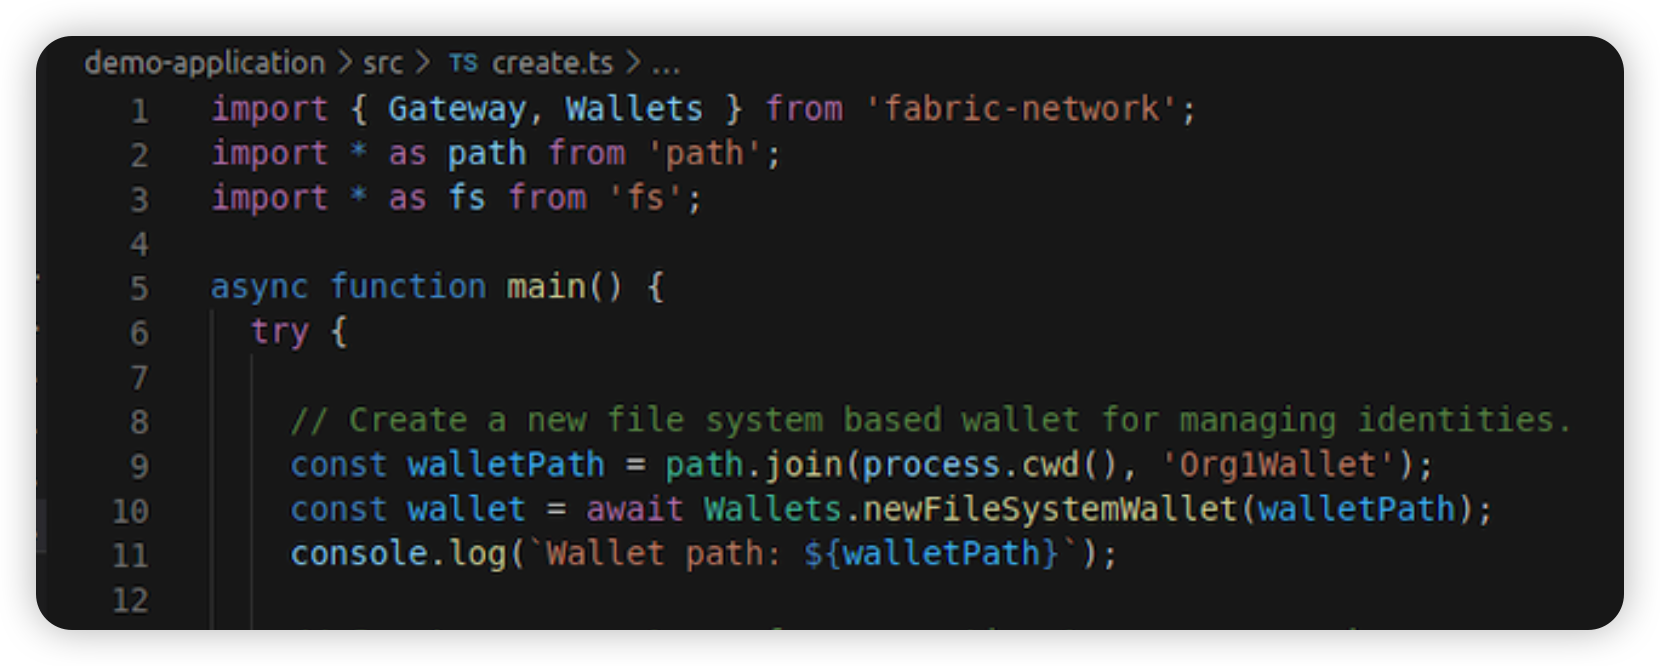 demo-application > src > TS create.ts > ...
1 import { Gateway, Wallets } from 'fabric-network';
2 import * as path from 'path';
3 import * as fs from 'fs';
4
5 async function main() {
6   try {
7
8     // Create a new file system based wallet for managing identities.
9     const walletPath = path.join(process.cwd(), 'Org1Wallet');
10     const wallet = await Wallets.newFileSystemWallet(walletPath);
11     console.log(`Wallet path: ${walletPath}`);
12